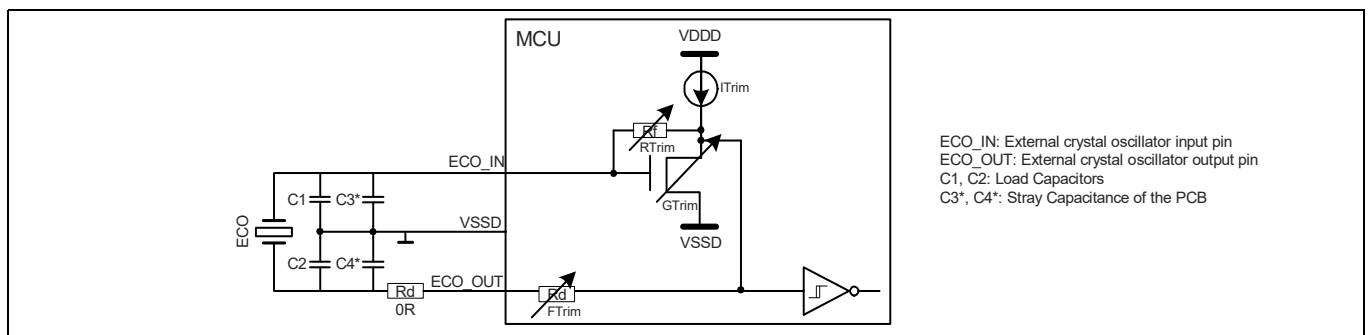 MCU
VDDD
ITrim
Rf
RTrim
ECO_IN
GTrim
C1
C3*
VSSD
VSSD
ECO
C2
C4*
ECO_OUT
Rd
0R
Rd
FTrim
ECO_IN: External crystal oscillator input pin
ECO_OUT: External crystal oscillator output pin
C1, C2: Load Capacitors
C3*, C4*: Stray Capacitance of the PCB